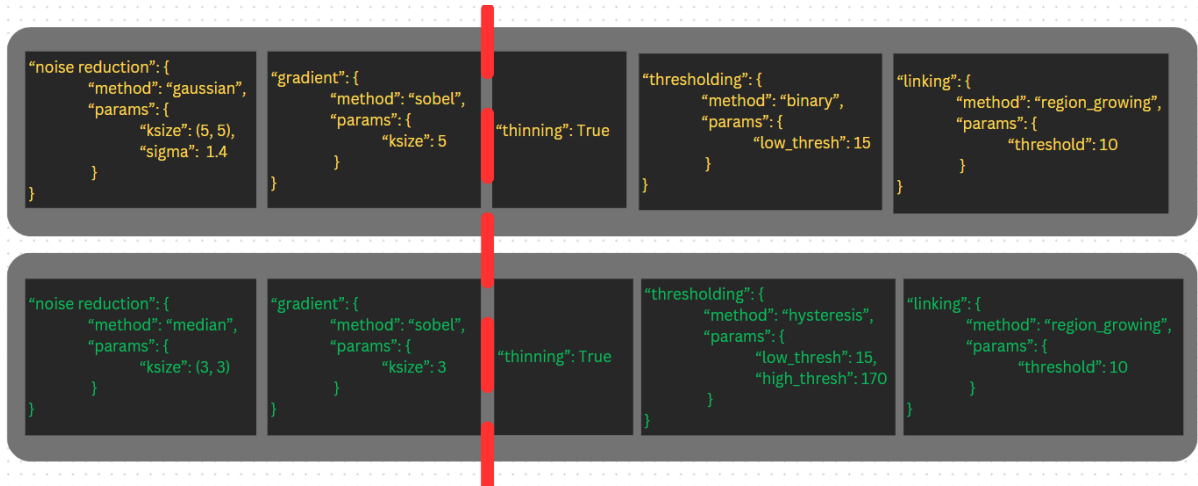 “noise reduction”: {
“method”: “gaussian”,
“params”: {
“ksize”: (5, 5),
“sigma”: 1.4
}
}
“gradient”: {
“method”: “sobel”,
“params”: {
“ksize”: 5
}
}
“thinning”: True
“thresholding”: {
“method”: “binary”,
“params”: {
“low_thresh”: 15
}
}
“linking”: {
“method”: “region_growing”,
“params”: {
“threshold”: 10
}
}
“noise reduction”: {
“method”: “median”,
“params”: {
“ksize”: (3, 3)
}
}
“gradient”: {
“method”: “sobel”,
“params”: {
“ksize”: 3
}
}
“thinning”: True
“thresholding”: {
“method”: “hysteresis”,
“params”: {
“low_thresh”: 15,
“high_thresh”: 170
}
}
“linking”: {
“method”: “region_growing”,
“params”: {
“threshold”: 10
}
}